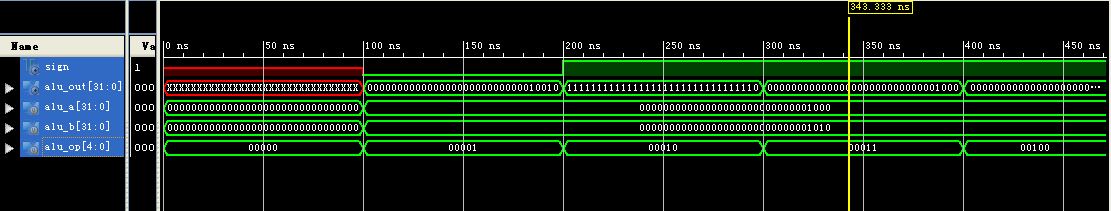 343.333 ns
Name Va 0 ns 50 ns 100 ns 150 ns 200 ns 250 ns 300 ns 350 ns 400 ns 450 ns
sign 1
alu_out[31:0] 000 XXXXXXXXXXXXXXXXXXXXXXXXXXXXXXXX 00000000000000000000000000010010 11111111111111111111111111111110 00000000000000000000000000001000 00000000000000000000...
alu_a[31:0] 000 00000000000000000000000000000000 00000000000000000000000000001000
alu_b[31:0] 000 00000000000000000000000000000000 00000000000000000000000000001010
alu_op[4:0] 000 00000 00001 00010 00011 00100